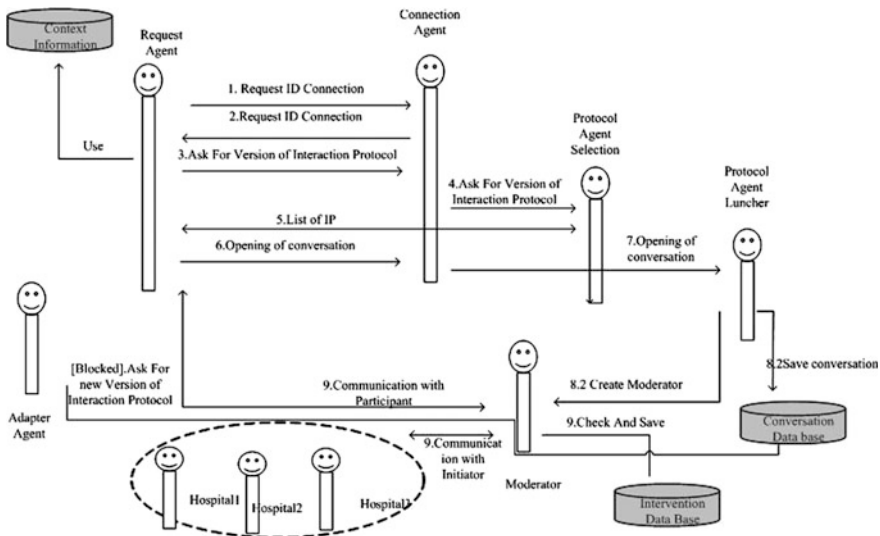 Context
Information
Request
Agent
Connection
Agent
1. Request ID Connection
2.Request ID Connection
Use
3.Ask For Version of Interaction Protocol
Protocol
Agent
Selection
4.Ask For Version of
Interaction Protocol
Protocol
Agent
Luncher
5.List of IP
6.Opening of conversation
7.Opening of
conversation
[Blocked].Ask For
new Version of
Interaction Protocol
Adapter
Agent
9.Communication with
Participant
8.2 Create Moderator
8.2Save conversation
9.Communicat
ion with
Initiator
9.Check And Save
Conversation
Data base
Hospital1
Hospital2
Hospital3
Moderator
Intervention
Data Base